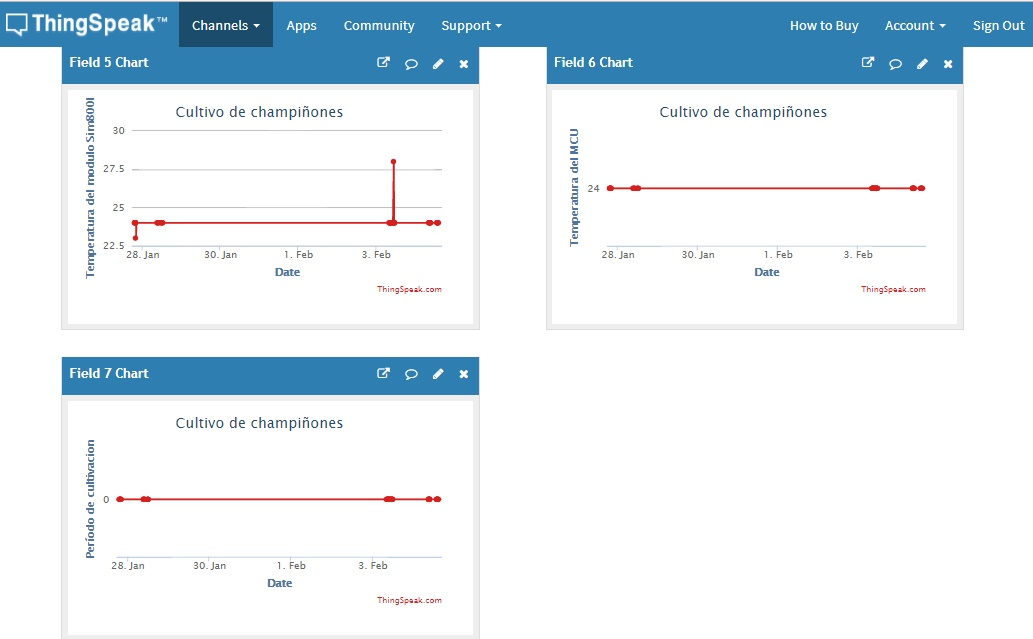 ThingSpeak™ Channels Apps Community Support How to Buy Account Sign Out
Field 5 Chart
Cultivo de champiñones
Temperatura del modulo Sim800l
30
27.5
25
22.5
28. Jan 30. Jan 1. Feb 3. Feb
Date
ThingSpeak.com
Field 6 Chart
Cultivo de champiñones
Temperatura del MCU
24
28. Jan 30. Jan 1. Feb 3. Feb
Date
ThingSpeak.com
Field 7 Chart
Cultivo de champiñones
Período de cultivacion
0
28. Jan 30. Jan 1. Feb 3. Feb
Date
ThingSpeak.com